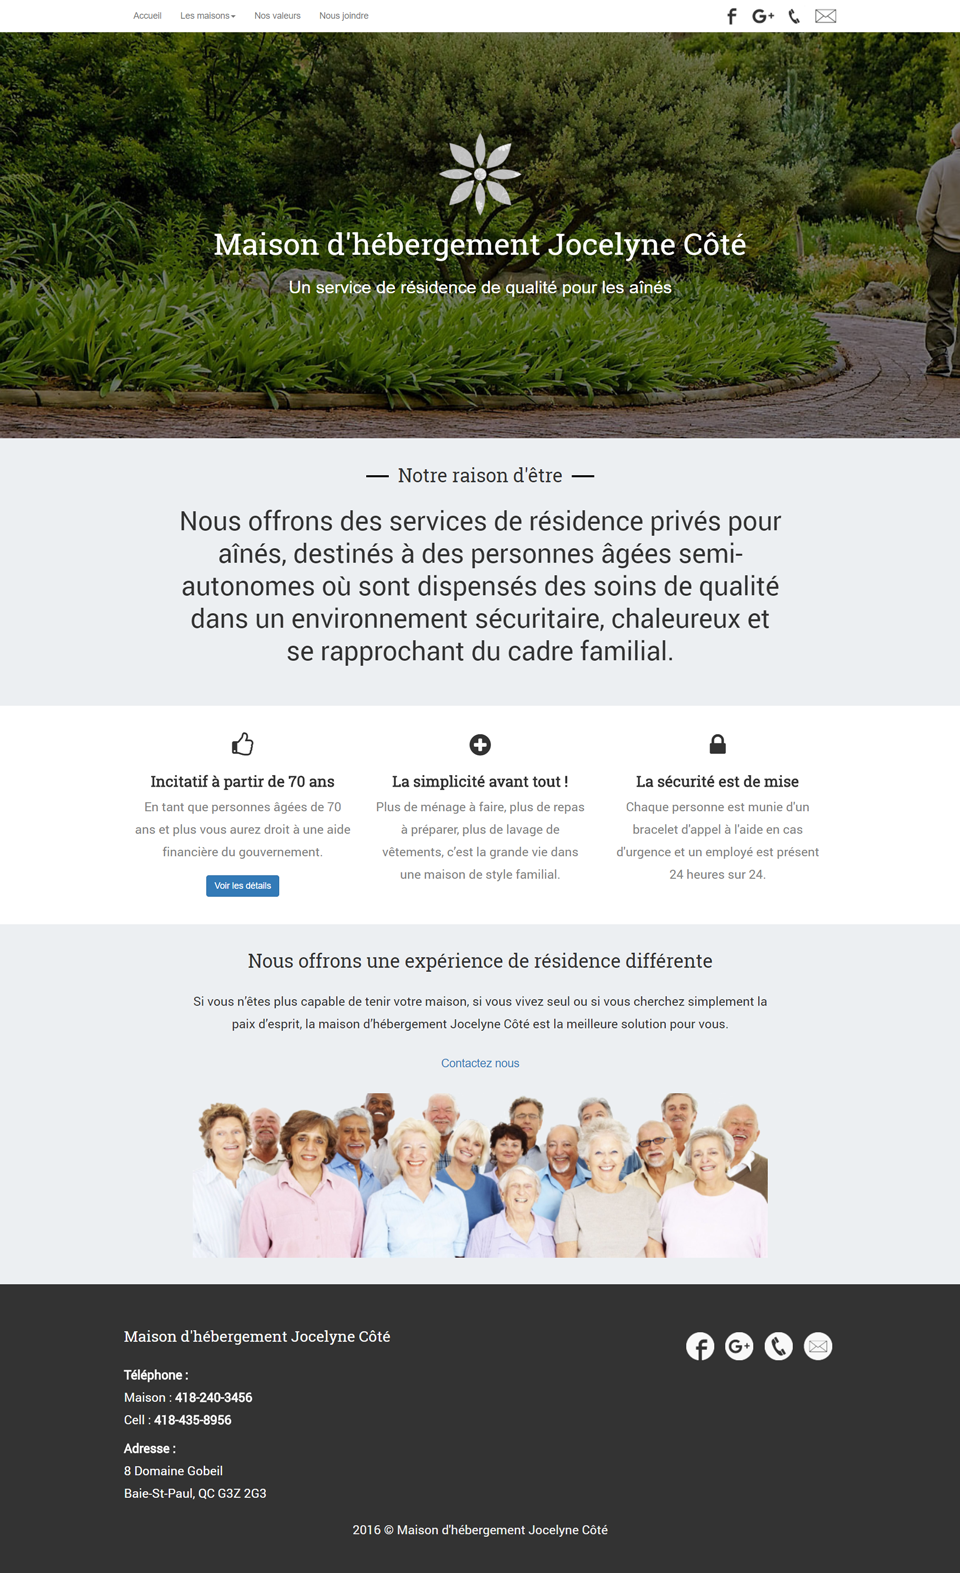 Accueil Les maisons Nos valeurs Nous joindre
Maison d'hébergement Jocelyne Côté
Un service de résidence de qualité pour les aînés
Notre raison d'être
Nous offrons des services de résidence privés pour
aînés, destinés à des personnes âgées semi-
autonomes où sont dispensés des soins de qualité
dans un environnement sécuritaire, chaleureux et
se rapprochant du cadre familial.
Incitatif à partir de 70 ans
En tant que personnes âgées de 70
ans et plus vous aurez droit à une aide
financière du gouvernement.
Voir les détails
La simplicité avant tout !
Plus de ménage à faire, plus de repas
à préparer, plus de lavage de
vêtements, c’est la grande vie dans
une maison de style familial.
La sécurité est de mise
Chaque personne est munie d'un
bracelet d'appel à l'aide en cas
d'urgence et un employé est présent
24 heures sur 24.
Nous offrons une expérience de résidence différente
Si vous n’êtes plus capable de tenir votre maison, si vous vivez seul ou si vous cherchez simplement la
paix d’esprit, la maison d’hébergement Jocelyne Côté est la meilleure solution pour vous.
Contactez nous
Maison d'hébergement Jocelyne Côté
Téléphone :
Maison : 418-240-3456
Cell : 418-435-8956
Adresse :
8 Domaine Gobeil
Baie-St-Paul, QC G3Z 2G3
2016 © Maison d'hébergement Jocelyne Côté